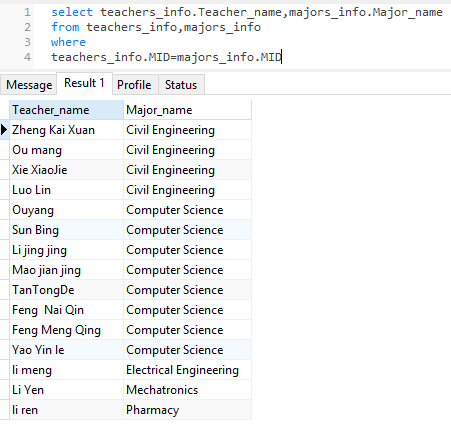 1 select teachers_info.Teacher_name,majors_info.Major_name
2 from teachers_info,majors_info
3 where
4 teachers_info.MID=majors_info.MID
Message Result 1 Profile Status
Teacher_name Major_name
Zheng Kai Xuan Civil Engineering
Ou mang Civil Engineering
Xie XiaoJie Civil Engineering
Luo Lin Civil Engineering
Ouyang Computer Science
Sun Bing Computer Science
Li jing jing Computer Science
Mao jian jing Computer Science
TanTongDe Computer Science
Feng  Nai Qin Computer Science
Feng Meng Qing Computer Science
Yao Yin le Computer Science
li meng Electrical Engineering
Li Yen Mechatronics
li ren Pharmacy